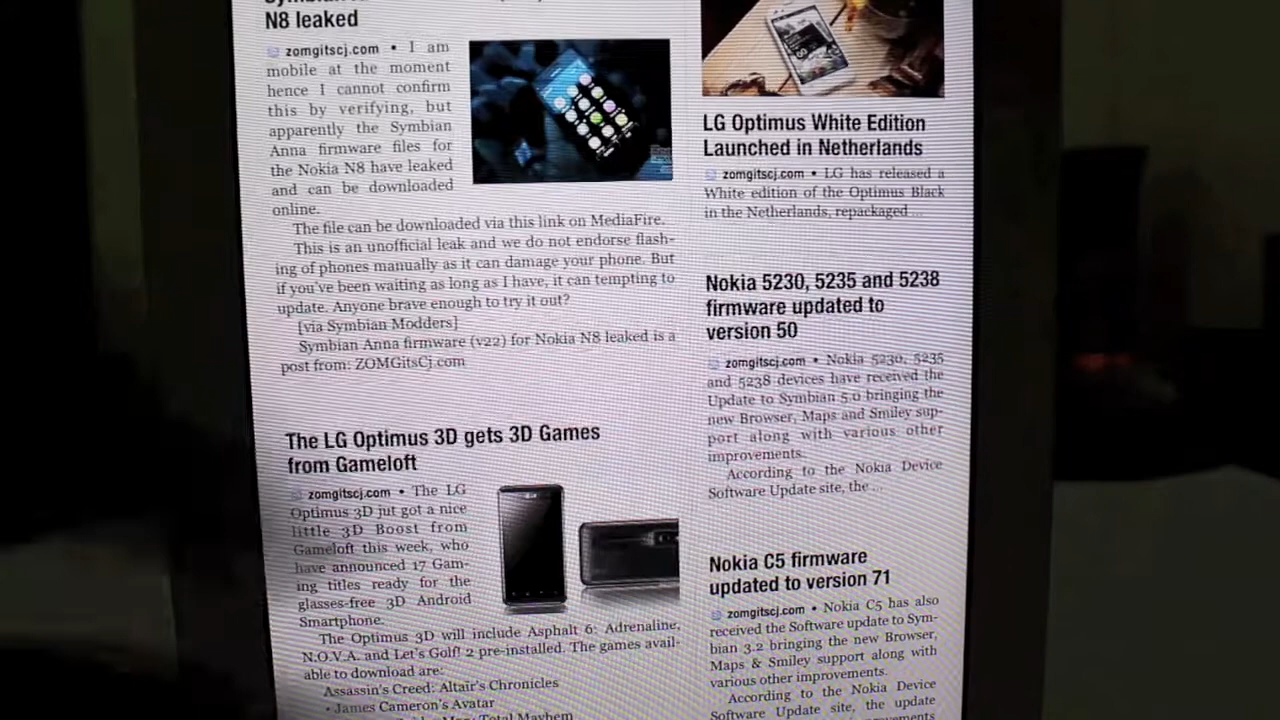 N8 leaked
zomgitscj.com • I am
mobile at the moment
hence I cannot confirm
this by verifying, but
apparently the Symbian
Anna firmware files for
the Nokia N8 have leaked
and can be downloaded
online.
The file can be downloaded via this link on MediaFire.
This is an unofficial leak and we do not endorse flash-
ing of phones manually as it can damage your phone. But
if you've been waiting as long as I have, it can tempting to
update. Anyone brave enough to try it out?
[via Symbian Modders]
Symbian Anna firmware (v22) for Nokia N8 leaked is a
post from: ZOMGitsCj.com
The LG Optimus 3D gets 3D Games
from Gameloft
zomgitscj.com • The LG
Optimus 3D jut got a nice
little 3D Boost from
Gameloft this week, who
have announced 17 Gam-
ing titles ready for the
glasses-free 3D Android
Smartphone.
The Optimus 3D will include Asphalt 6: Adrenaline,
N.O.V.A. and Let's Golf! 2 pre-installed. The games avail-
able to download are:
Assassin's Creed: Altair's Chronicles
• James Cameron's Avatar
Total Mayhem
LG Optimus White Edition
Launched in Netherlands
zomgitscj.com • LG has released a
White edition of the Optimus Black
in the Netherlands, repackaged ...
Nokia 5230, 5235 and 5238
firmware updated to
version 50
zomgitscj.com • Nokia 5230, 5235
and 5238 devices have received the
Update to Symbian 5.0 bringing the
new Browser, Maps and Smiley sup-
port along with various other
improvements.
According to the Nokia Device
Software Update site, the ...
Nokia C5 firmware
updated to version 71
zomgitscj.com • Nokia C5 has also
received the Software update to Sym-
bian 3.2 bringing the new Browser,
Maps & Smiley support along with
various other improvements.
According to the Nokia Device
Software Update site, the update